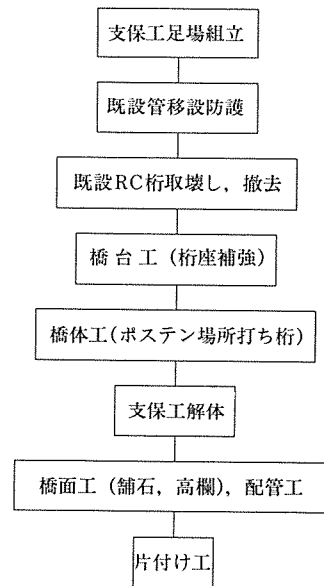 支保工足場組立
既設管移設防護
既設RC桁取壊し，撤去
橋台工（桁座補強）
橋体工(ポステン場所打ち桁)
支保工解体
橋面工（舗石，高欄），配管工
片付け工